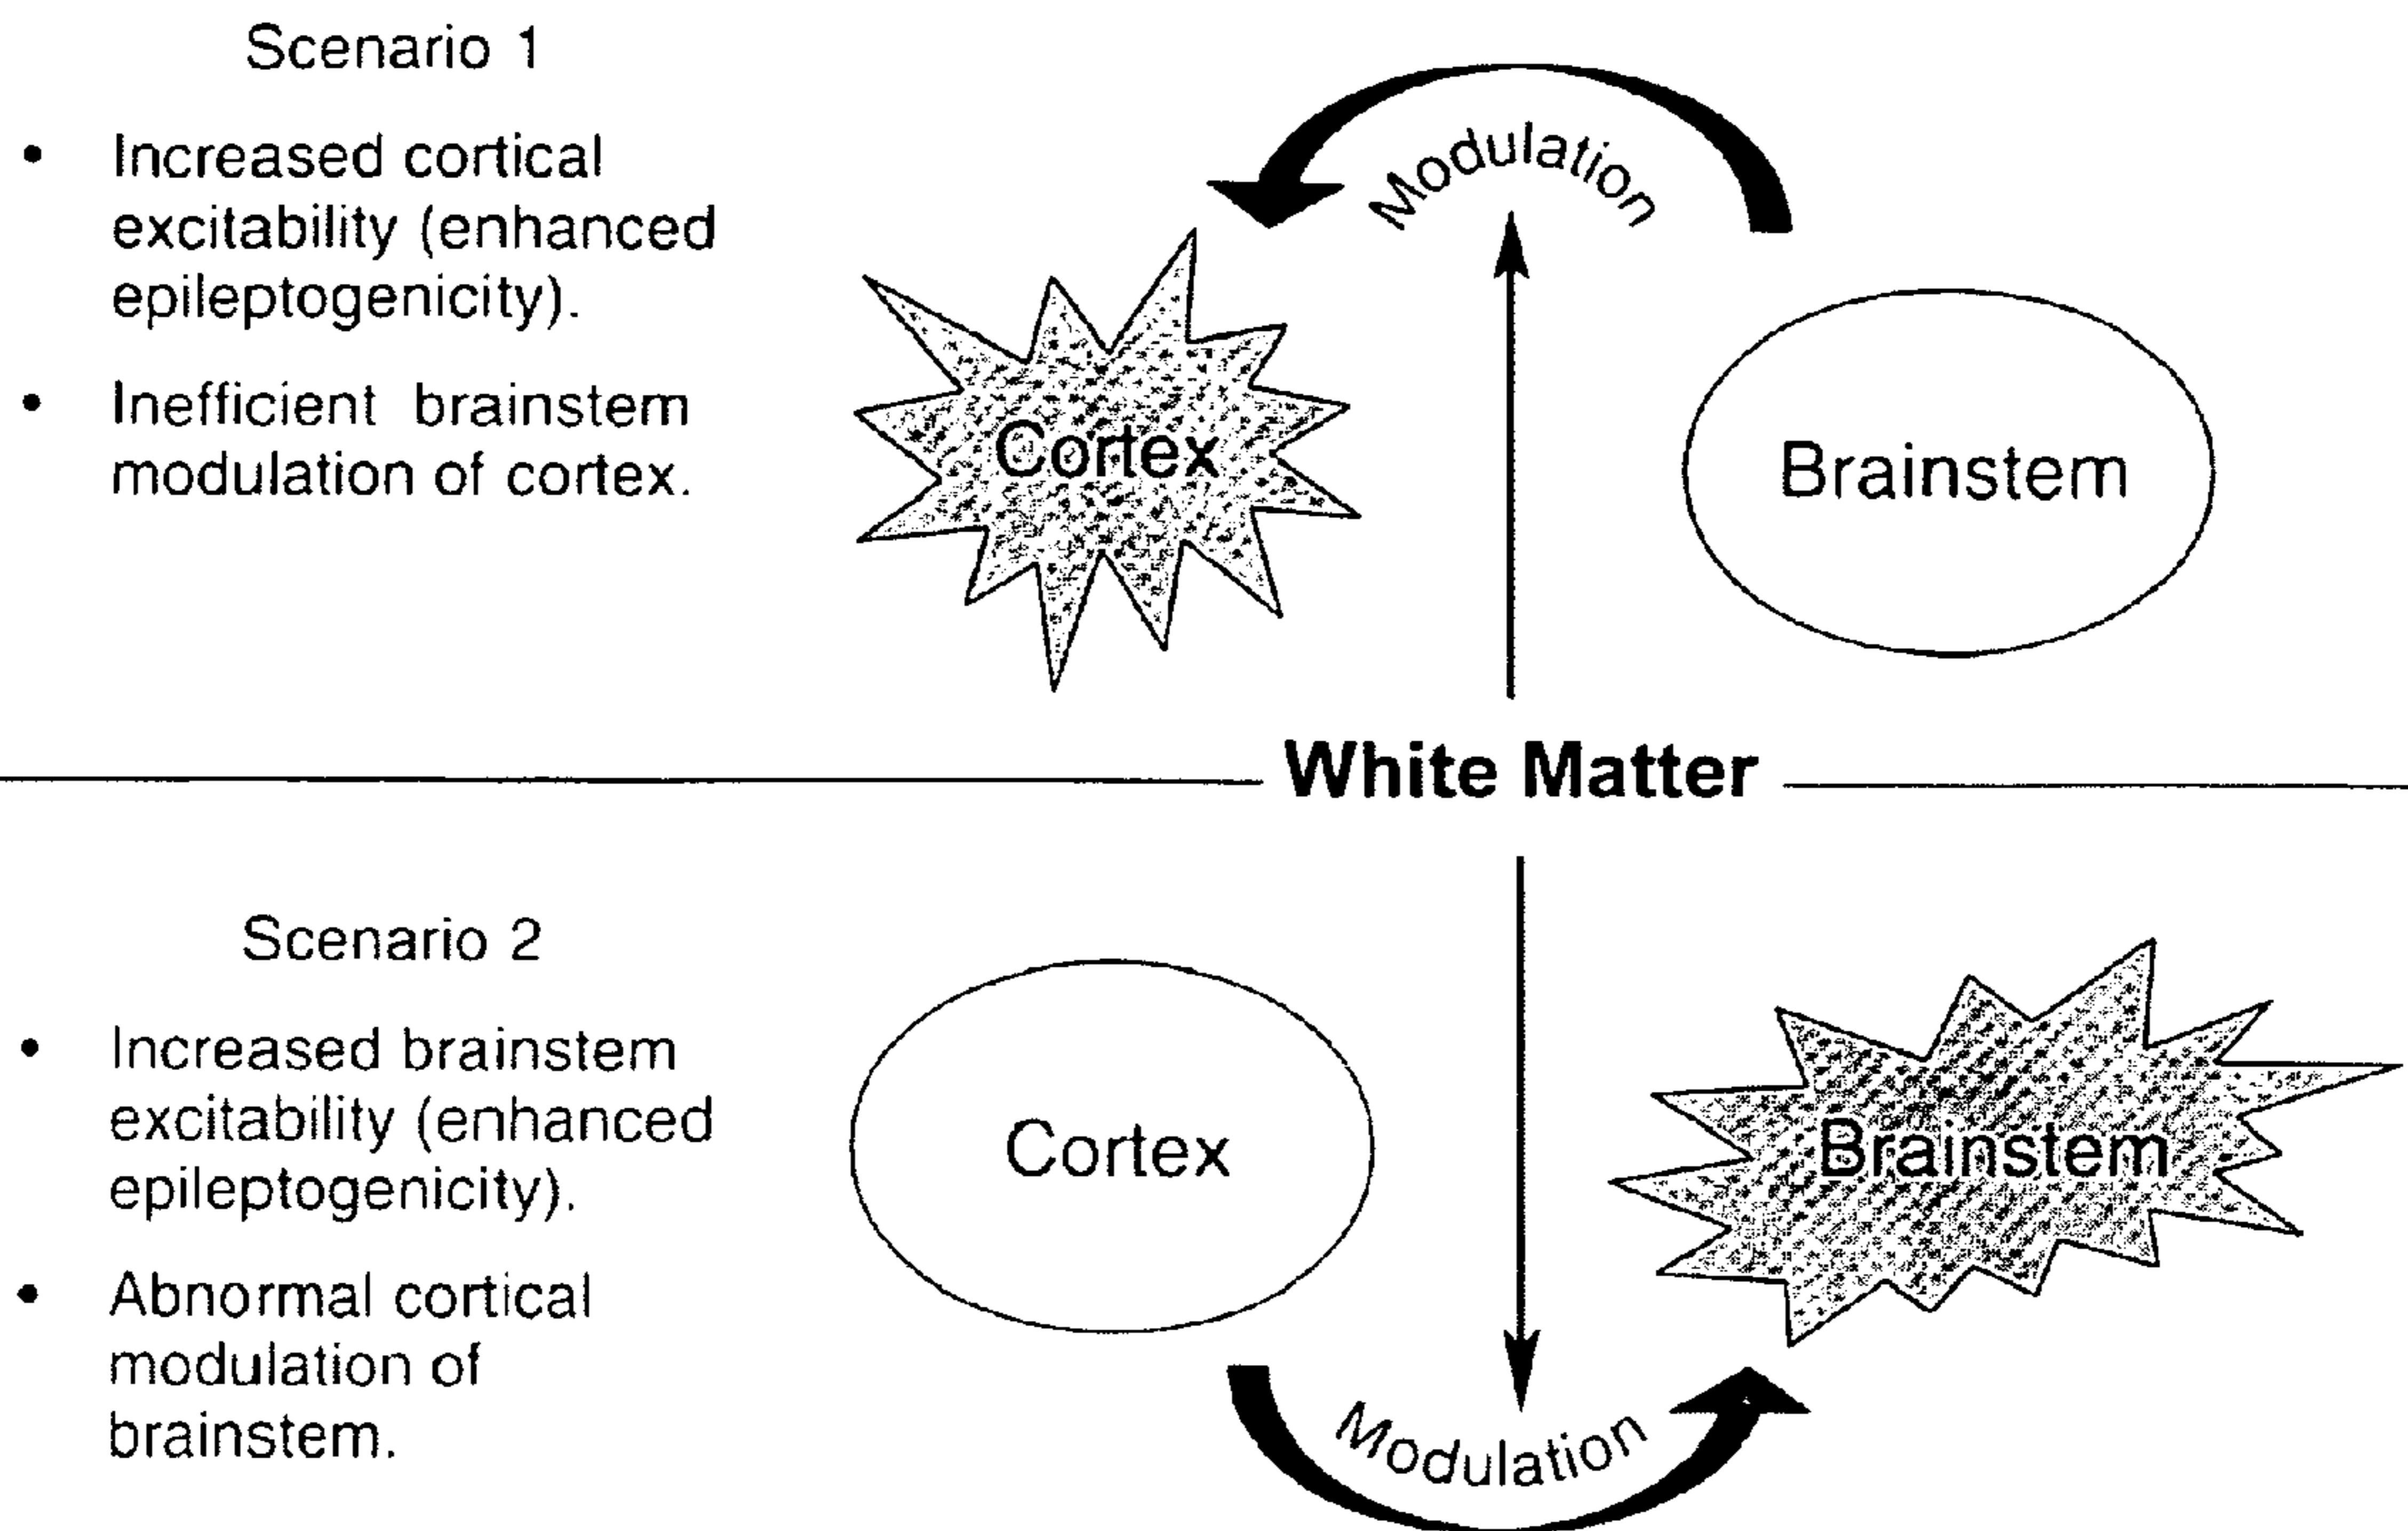 Scenario 1
• Increased cortical
excitability (enhanced
epileptogenicity).
• Inefficient brainstem
modulation of cortex.
Modulation
Cortex
Brainstem
White Matter
Scenario 2
• Increased brainstem
excitability (enhanced
epileptogenicity).
• Abnormal cortical
modulation of
brainstem.
Cortex
Brainstem
Modulation